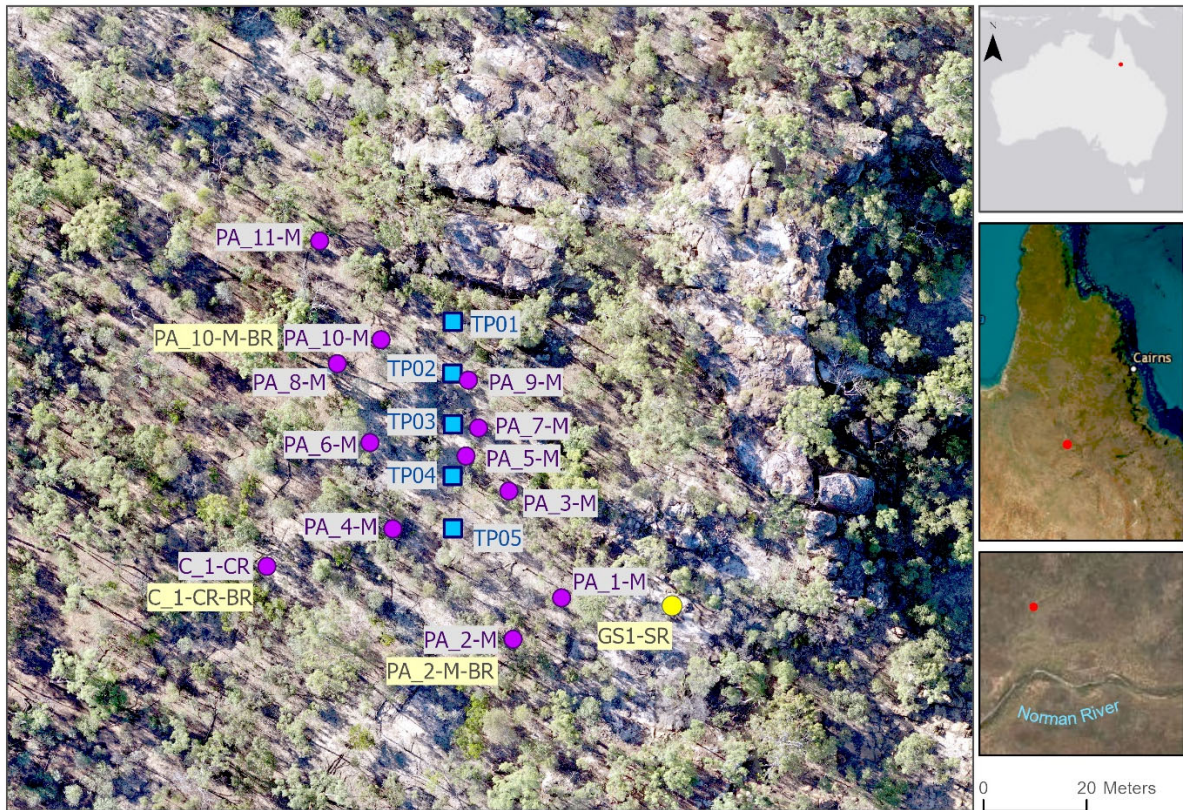 N
PA_11-M
TP01
PA_10-M-BR
PA_10-M
TP02
PA_8-M
PA_9-M
TP03
PA_7-M
PA_6-M
PA_5-M
TP04
PA_3-M
PA_4-M
TP05
C_1-CR
C_1-CR-BR
PA_1-M
GS1-SR
PA_2-M
PA_2-M-BR
Cairns
Norman River
0 20 Meters